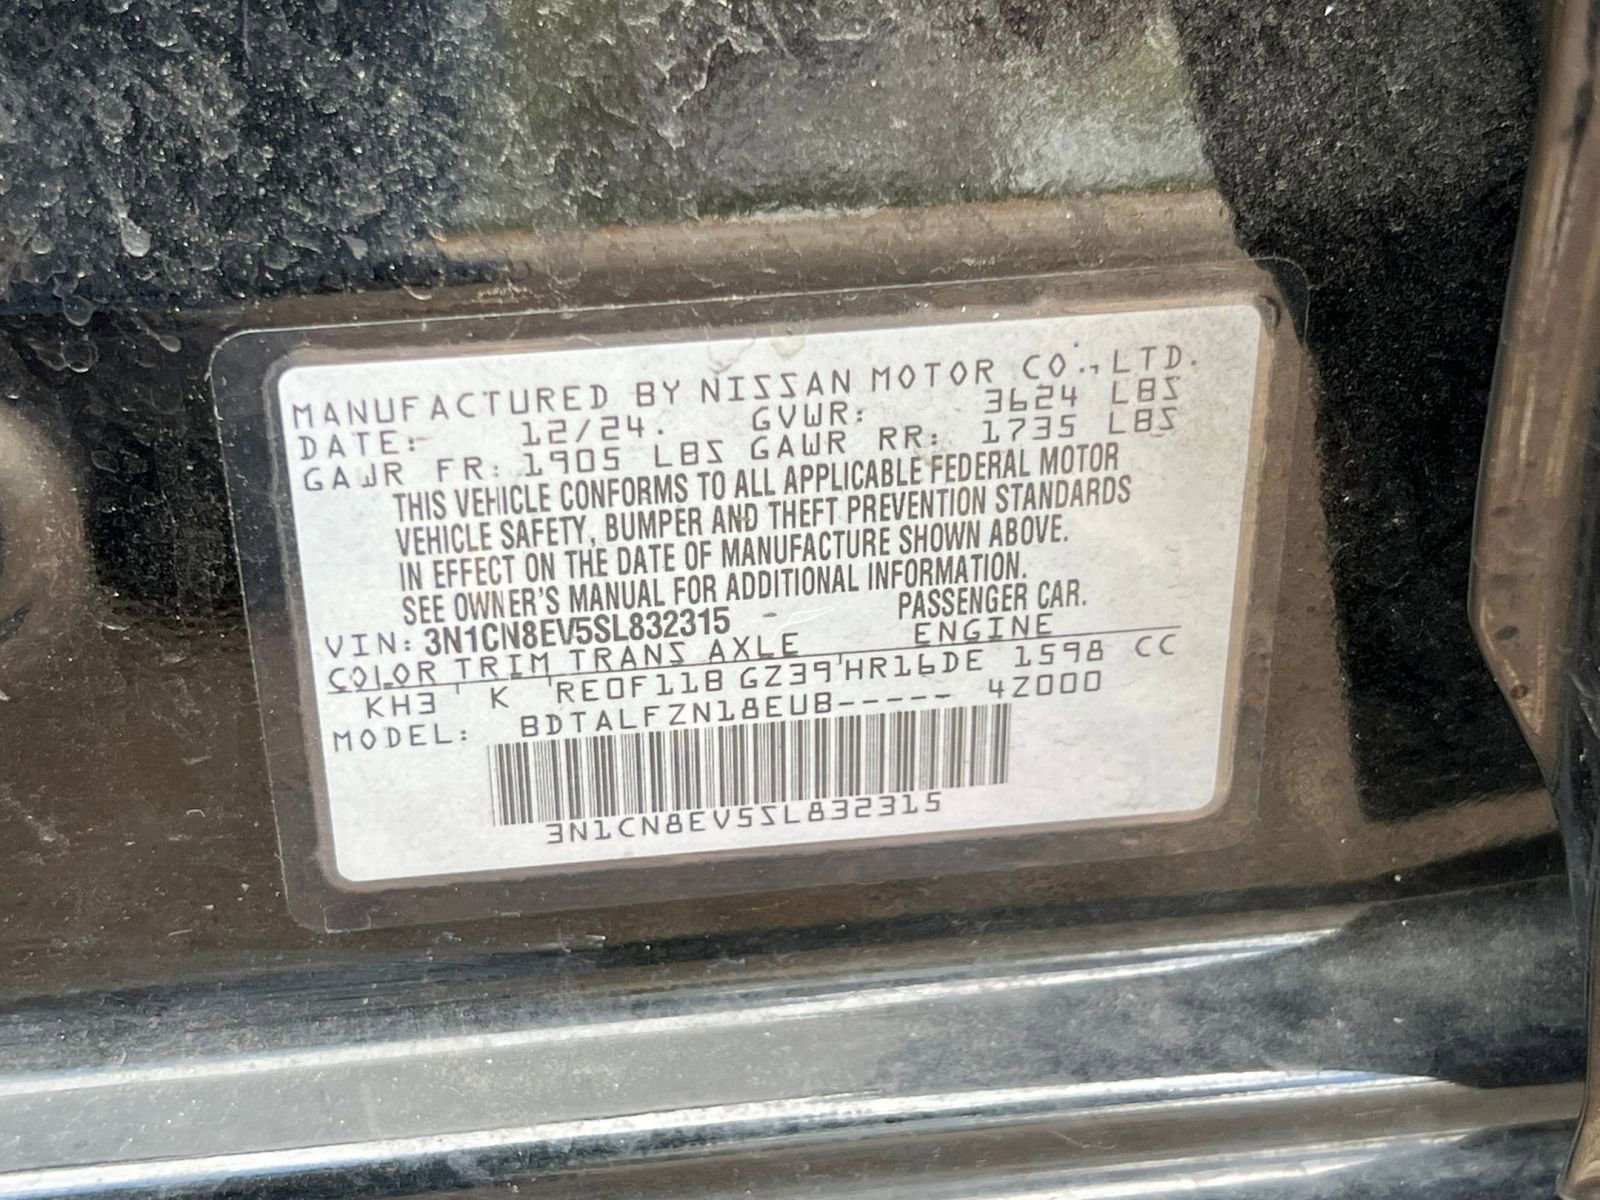 MANUFACTURED BY NISSAN MOTOR CO., LTD.
DATE: 12/24. GVWR: 3624 LBS
GAWR FR: 1905 LBS GAWR RR: 1735 LBS
THIS VEHICLE CONFORMS TO ALL APPLICABLE FEDERAL MOTOR
VEHICLE SAFETY, BUMPER AND THEFT PREVENTION STANDARDS
IN EFFECT ON THE DATE OF MANUFACTURE SHOWN ABOVE.
SEE OWNER'S MANUAL FOR ADDITIONAL INFORMATION.
VIN: 3N1CN8EV5SL832315 PASSENGER CAR.
COLOR TRIM TRANS AXLE ENGINE
KH3 K RE0F11B GZ39 HR16DE 1598 CC
MODEL: BDTALFZN18EUB----- 4Z000
3N1CN8EV5SL832315